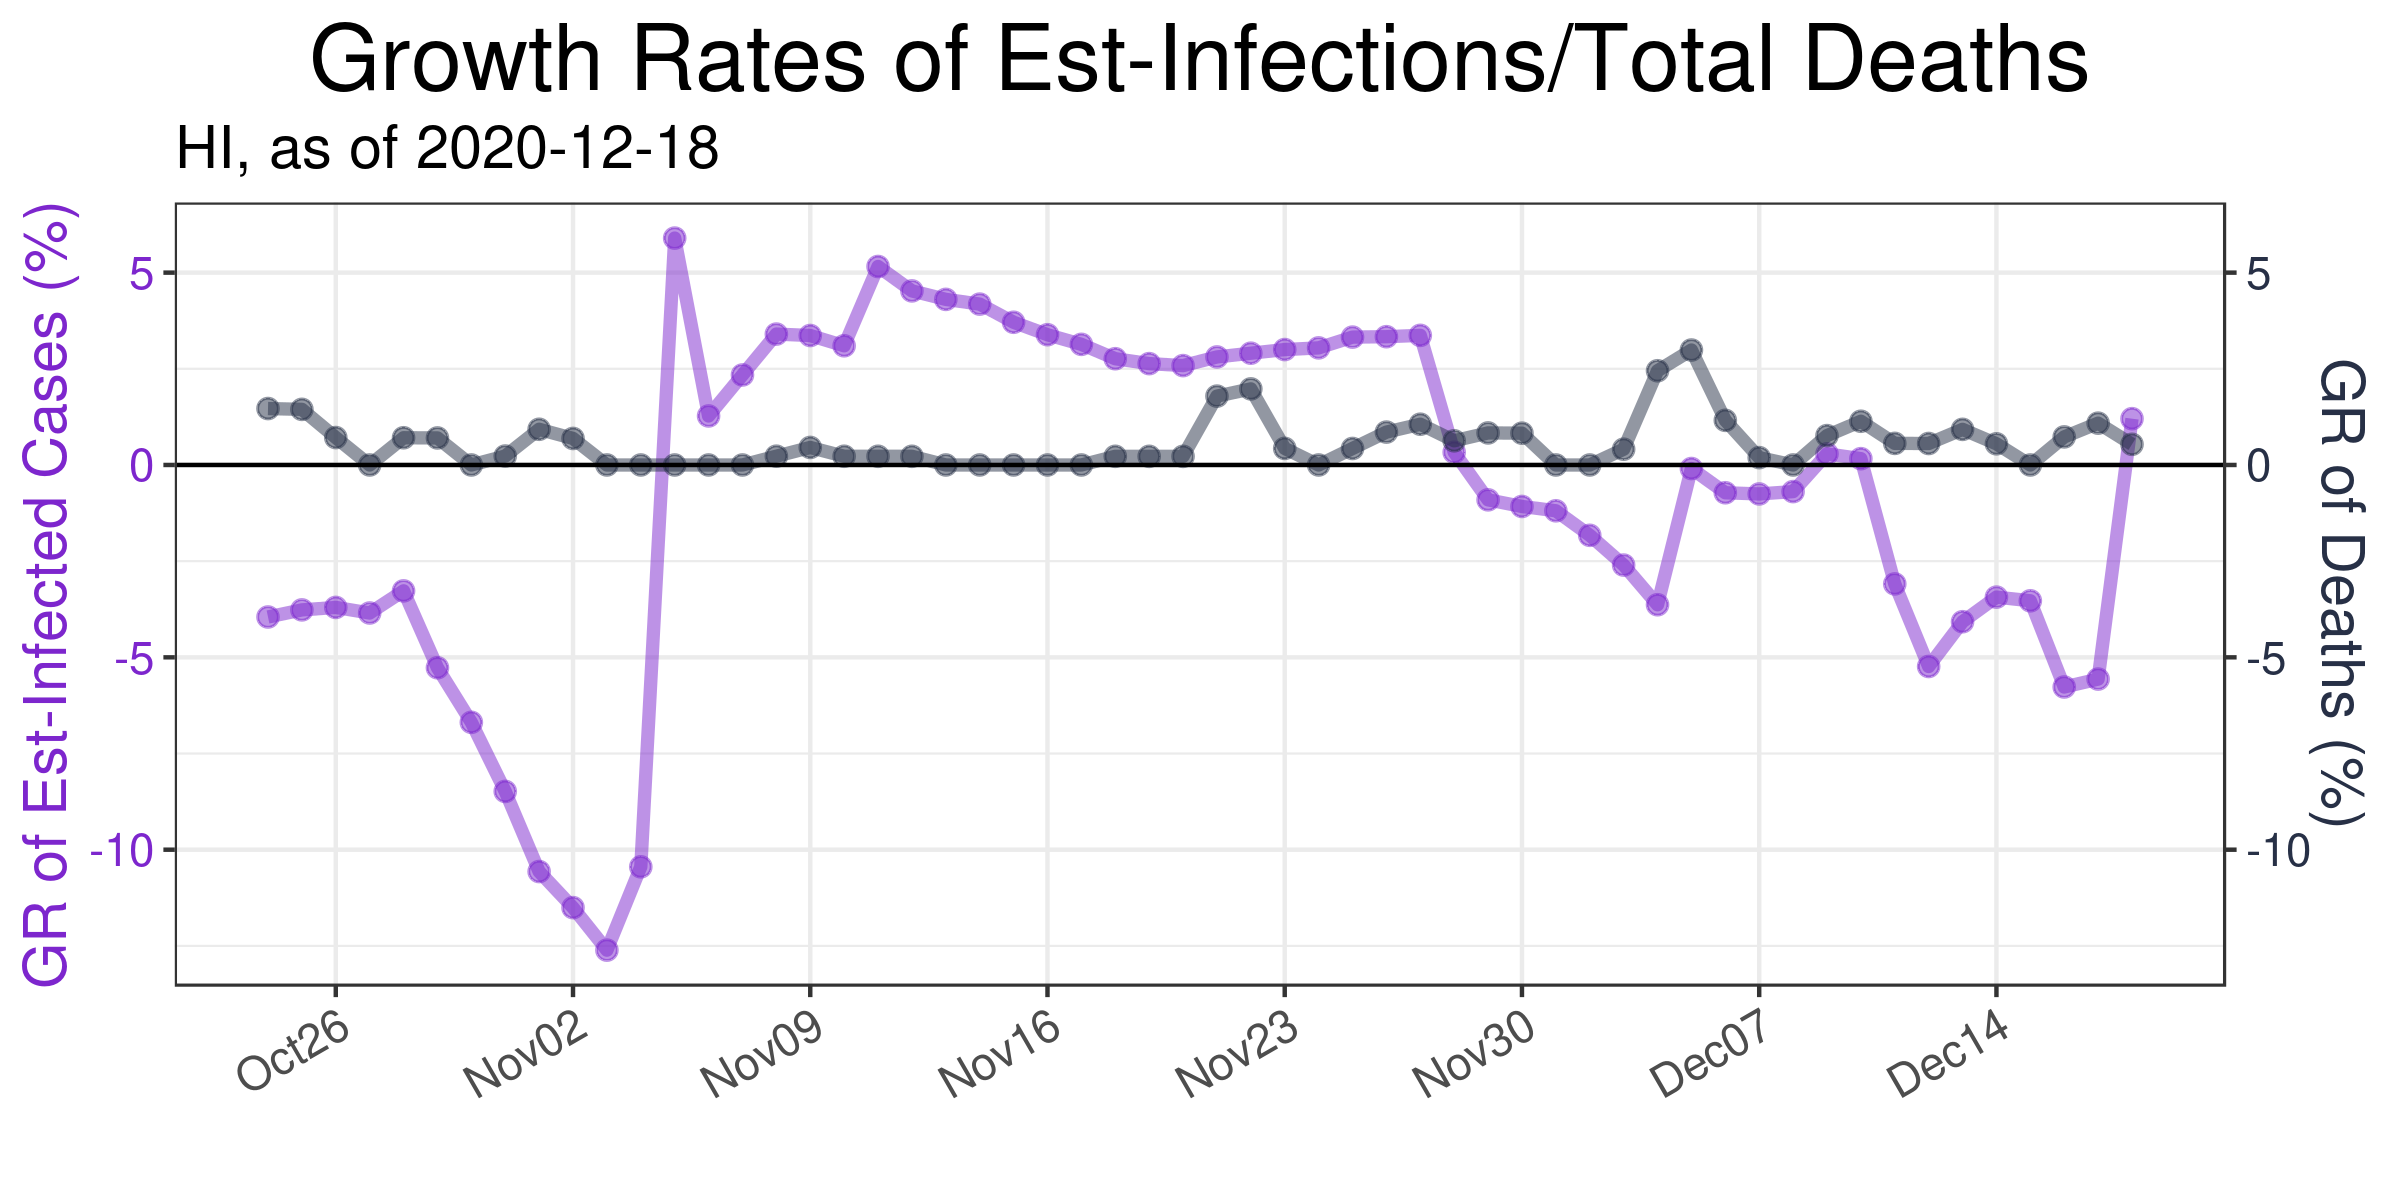 Growth Rates of Est-Infections/Total Deaths
HI, as of 2020-12-18
GR of Est-Infected Cases (%)
5
0
-5
-10
5
0
-5
-10
GR of Deaths (%)
Oct26
Nov02
Nov09
Nov16
Nov23
Nov30
Dec07
Dec14